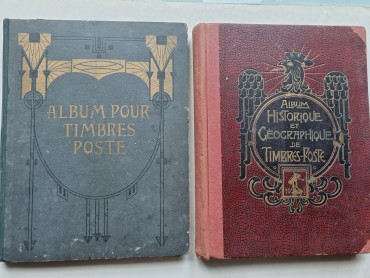 ALBUM POUR
TIMBRES
POSTE
ALBUM
HISTORIQUE
ET
GÉOGRAPHIQUE
DE
TIMBRES-POSTE